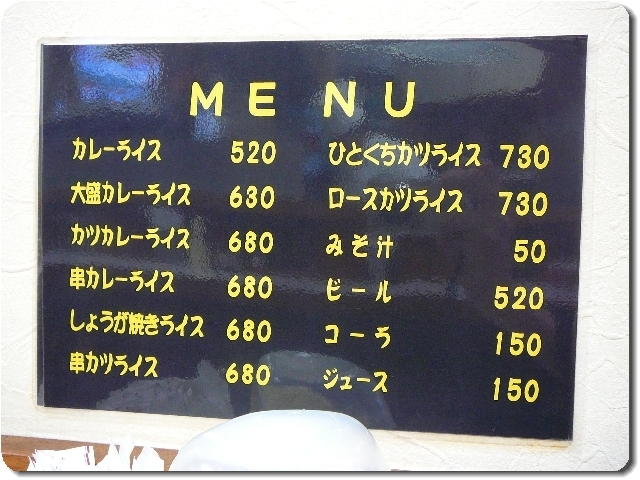 MENU
カレーライス 520
大盛カレーライス 630
カツカレーライス 680
串カレーライス 680
しょうが焼きライス 680
串カツライス 680
ひとくちカツライス 730
ロースカツライス 730
みそ汁 50
ビール 520
コーラ 150
ジュース 150